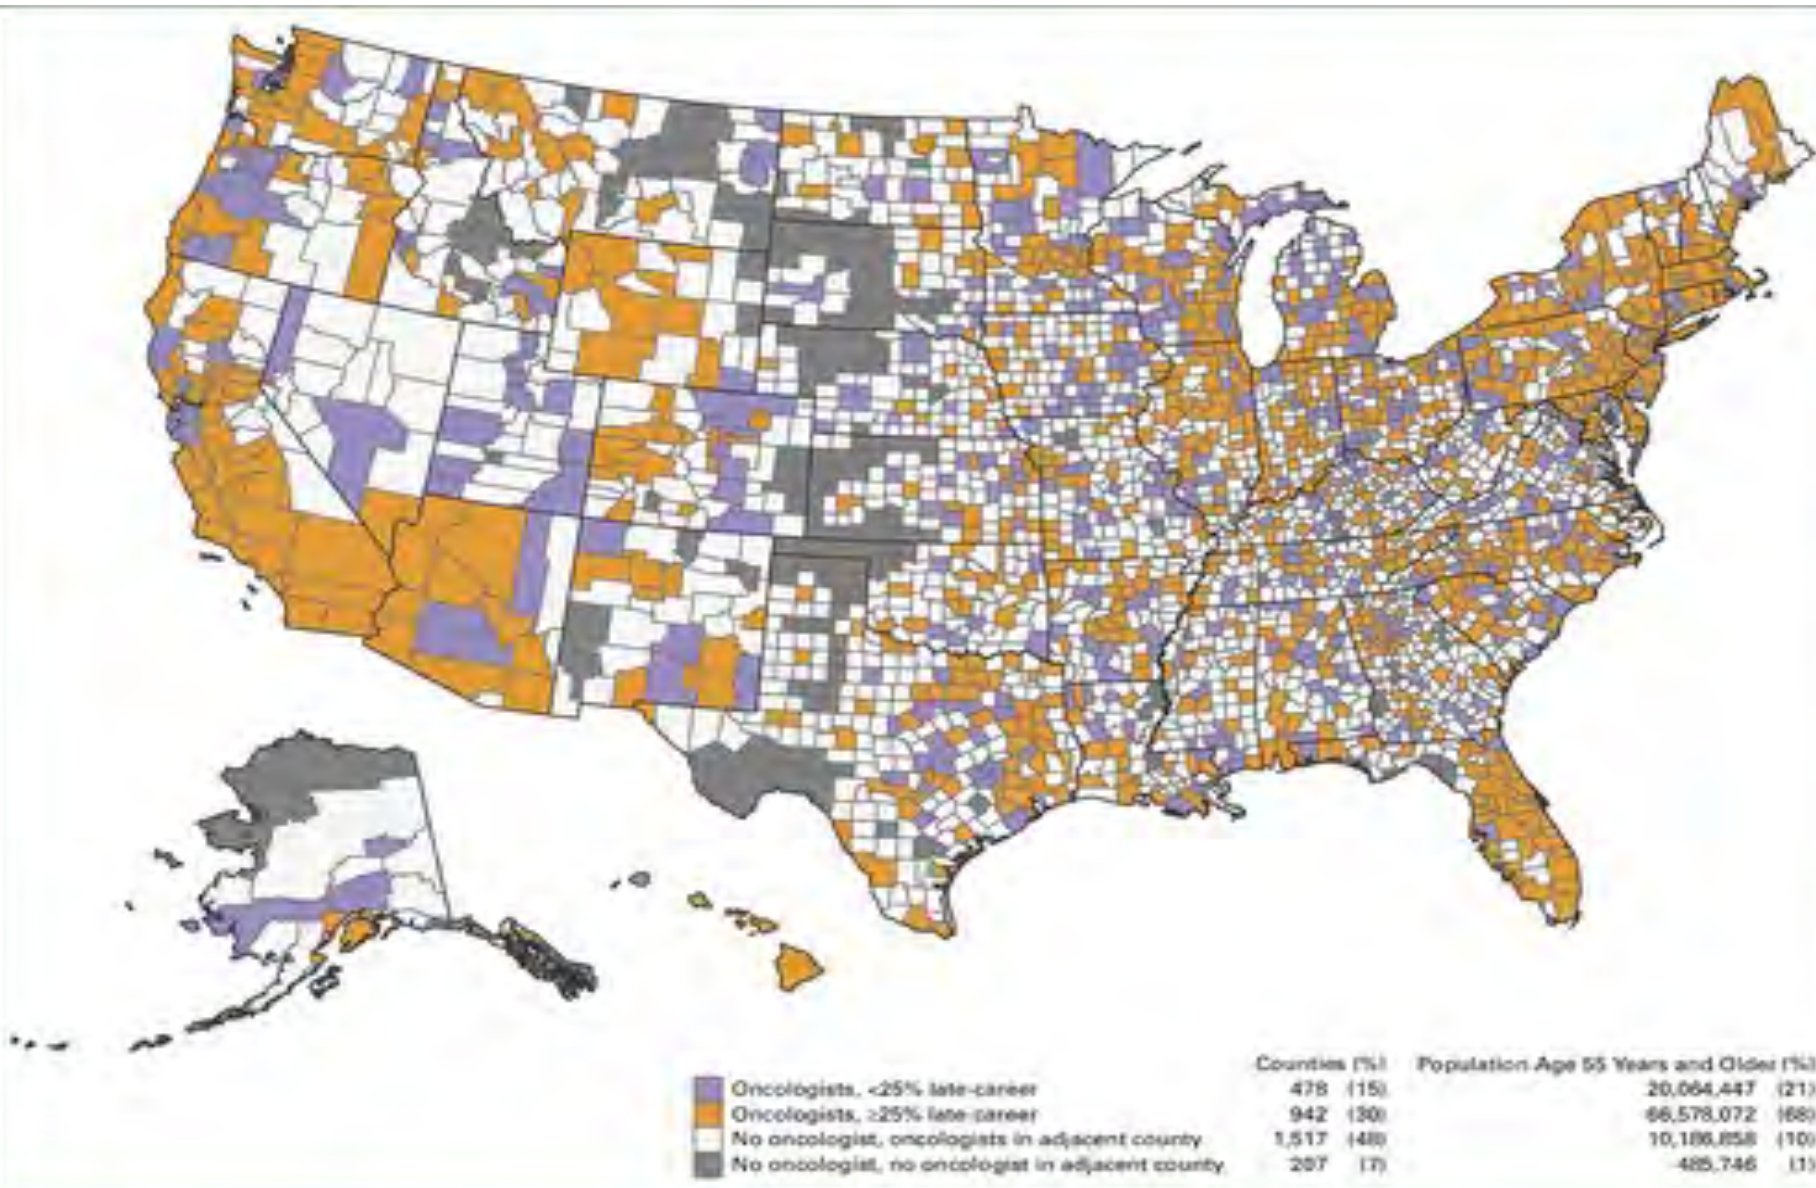 Counties (%) Population Age 55 Years and Older (%)
Oncologists, <25% late-career 478 (15) 20,064,447 (21)
Oncologists, ≥25% late-career 942 (30) 66,578,072 (68)
No oncologist, oncologists in adjacent county 1,517 (48) 10,186,858 (10)
No oncologist, no oncologist in adjacent county 207 (7) 485,746 (1)